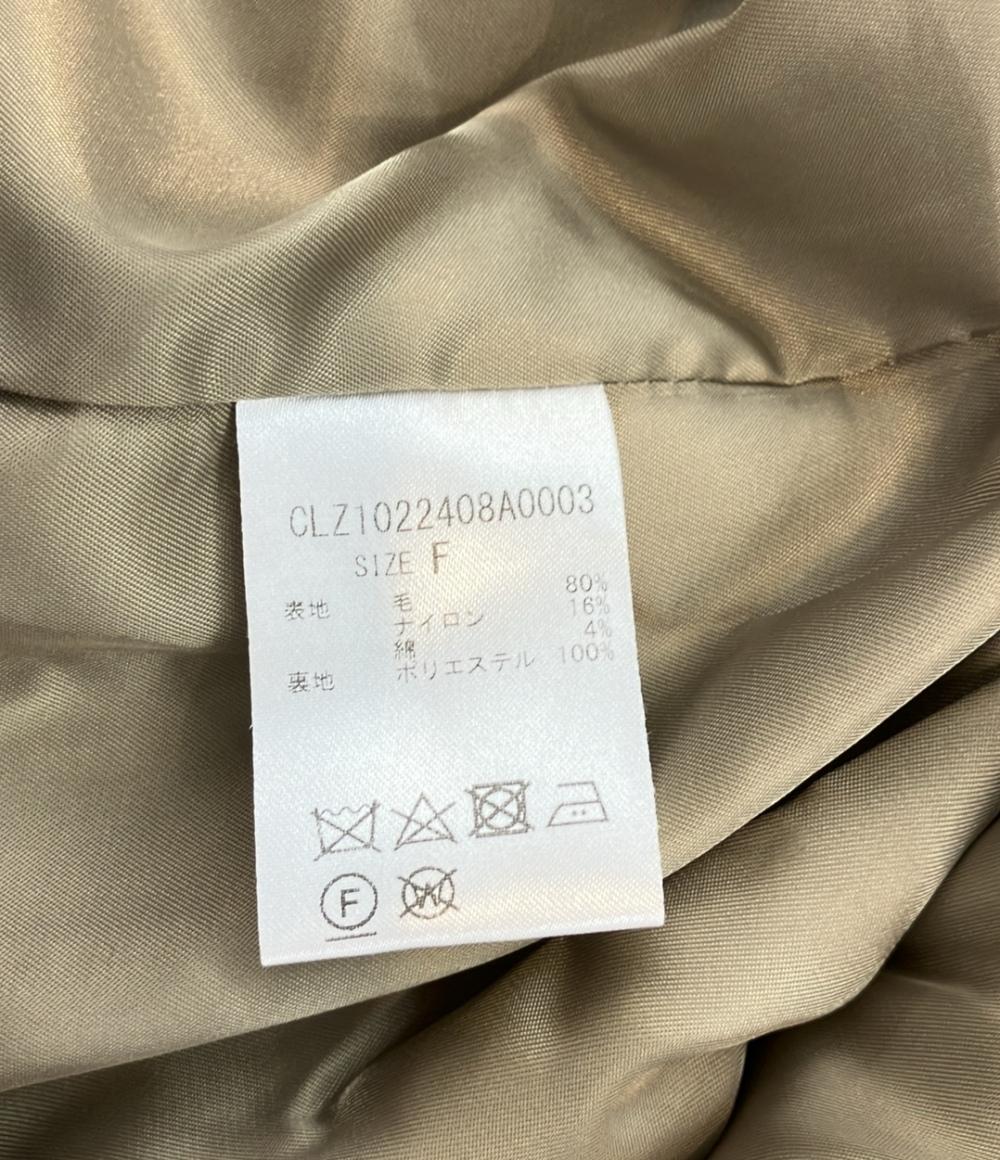 CLZ1022408A0003
SIZE F
表地 毛 80%
ナイロン 16%
綿 4%
裏地 ポリエステル 100%
F W